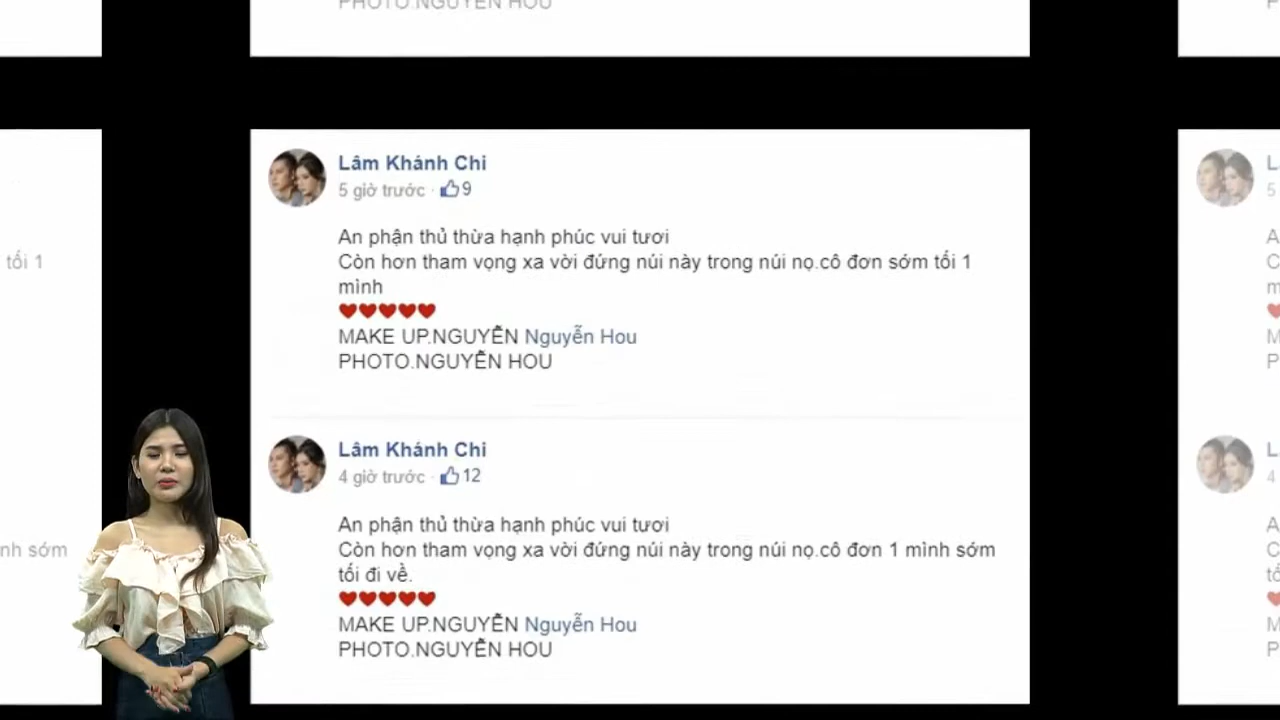 PHOTO.NGUYỄN HOU
Lâm Khánh Chi
5 giờ trước · 9
An phận thủ thừa hạnh phúc vui tươi
Còn hơn tham vọng xa vời đứng núi này trong núi nọ.cô đơn sớm tối 1
mình
MAKE UP.NGUYỄN Nguyễn Hou
PHOTO.NGUYỄN HOU
Lâm Khánh Chi
4 giờ trước · 12
An phận thủ thừa hạnh phúc vui tươi
Còn hơn tham vọng xa vời đứng núi này trong núi nọ.cô đơn 1 mình sớm
tối đi về.
MAKE UP.NGUYỄN Nguyễn Hou
PHOTO.NGUYỄN HOU
tối 1
nh sớm